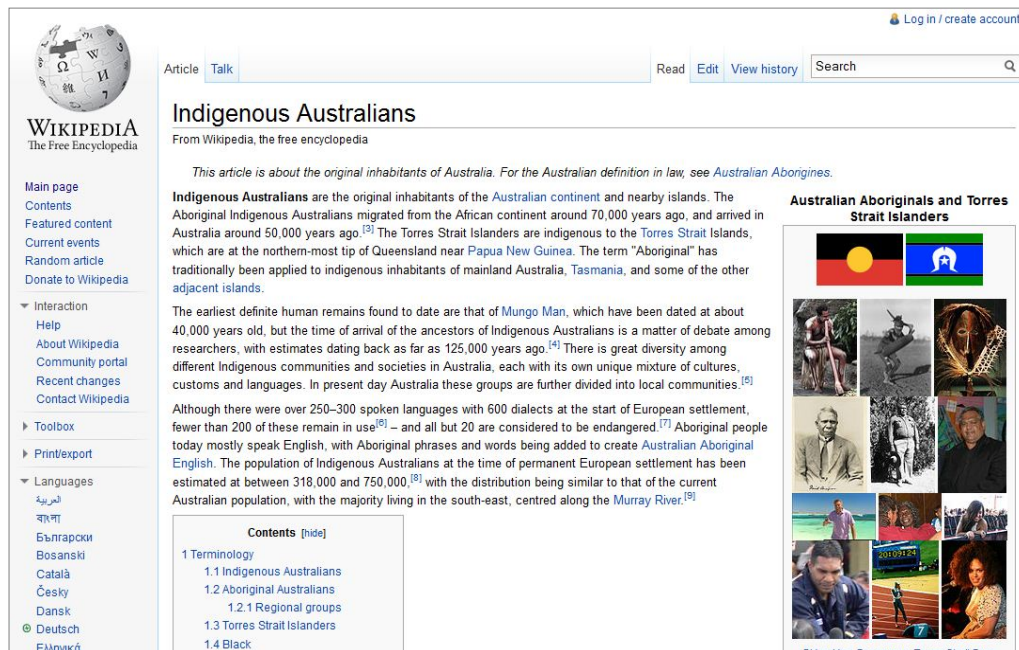 Log in / create account
Article Talk
Read Edit View history Search
WIKIPEDIA
The Free Encyclopedia
Main page
Contents
Featured content
Current events
Random article
Donate to Wikipedia
Interaction
Help
About Wikipedia
Community portal
Recent changes
Contact Wikipedia
Toolbox
Print/export
Languages
العربية
বাংলা
Български
Bosanski
Català
Česky
Dansk
Deutsch
Ελληνικά
Indigenous Australians
From Wikipedia, the free encyclopedia
This article is about the original inhabitants of Australia. For the Australian definition in law, see Australian Aborigines.
Indigenous Australians are the original inhabitants of the Australian continent and nearby islands. The
Aboriginal Indigenous Australians migrated from the African continent around 70,000 years ago, and arrived in
Australia around 50,000 years ago.[3] The Torres Strait Islanders are indigenous to the Torres Strait Islands,
which are at the northern-most tip of Queensland near Papua New Guinea. The term "Aboriginal" has
traditionally been applied to indigenous inhabitants of mainland Australia, Tasmania, and some of the other
adjacent islands.
The earliest definite human remains found to date are that of Mungo Man, which have been dated at about
40,000 years old, but the time of arrival of the ancestors of Indigenous Australians is a matter of debate among
researchers, with estimates dating back as far as 125,000 years ago.[4] There is great diversity among
different Indigenous communities and societies in Australia, each with its own unique mixture of cultures,
customs and languages. In present day Australia these groups are further divided into local communities.[5]
Although there were over 250–300 spoken languages with 600 dialects at the start of European settlement,
fewer than 200 of these remain in use[6] – and all but 20 are considered to be endangered.[7] Aboriginal people
today mostly speak English, with Aboriginal phrases and words being added to create Australian Aboriginal
English. The population of Indigenous Australians at the time of permanent European settlement has been
estimated at between 318,000 and 750,000,[8] with the distribution being similar to that of the current
Australian population, with the majority living in the south-east, centred along the Murray River.[9]
Contents [hide]
1 Terminology
1.1 Indigenous Australians
1.2 Aboriginal Australians
1.2.1 Regional groups
1.3 Torres Strait Islanders
1.4 Black
Australian Aboriginals and Torres
Strait Islanders
20:09:24
7